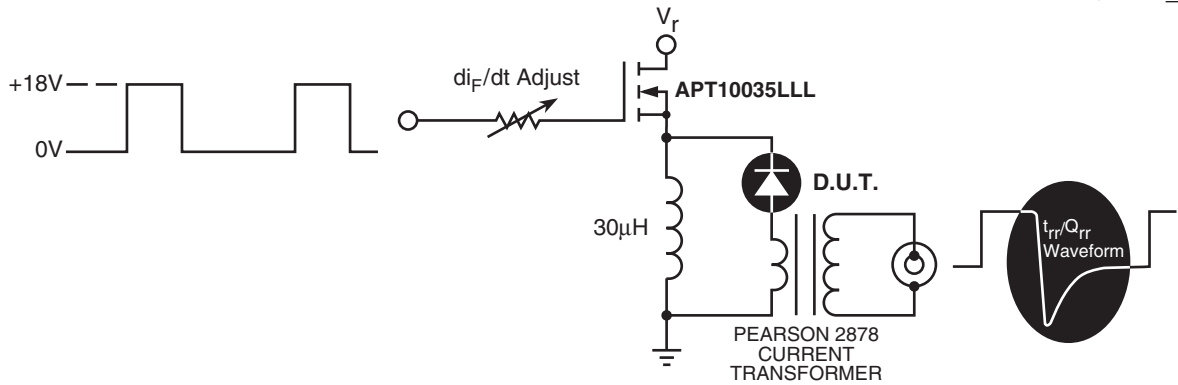 V_r
+18V
0V
di_F/dt Adjust
APT10035LLL
D.U.T.
30μH
t_rr/Q_rr
Waveform
PEARSON 2878
CURRENT
TRANSFORMER